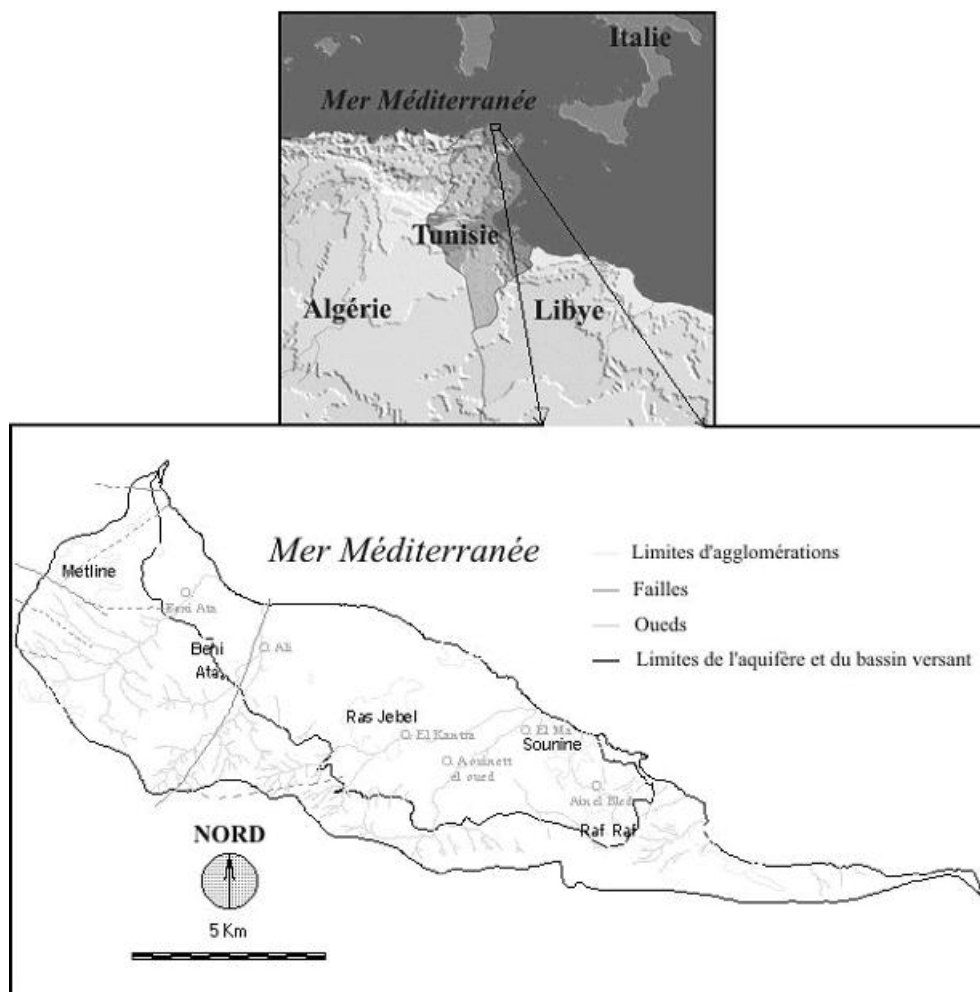 Italie
Mer Méditerranée
Tunisie
Algérie
Libye
Mer Méditerranée
Limites d'agglomérations
Failles
Oueds
Limites de l'aquifère et du bassin versant
Metline
Beni Ata
Beni
Ata
Ali
Ras Jebel
El Kantra
El Ma
Sounine
Aouinett
el oued
Ain el Bled
Raf Raf
NORD
5 Km